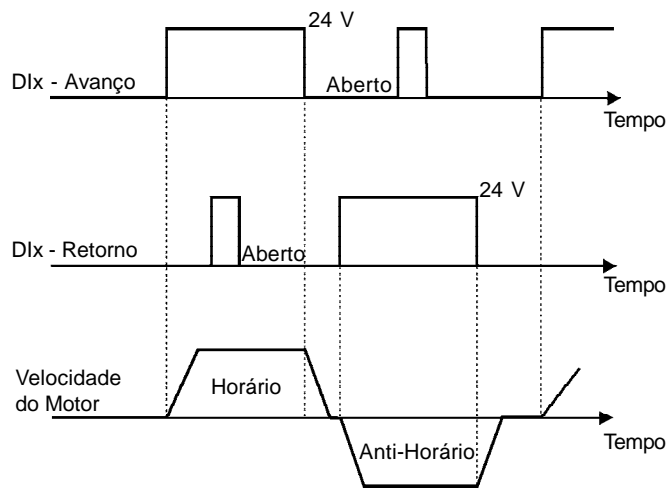 24 V
DIx - Avanço
Aberto
Tempo
24 V
DIx - Retorno
Aberto
Tempo
Velocidade
do Motor
Horário
Anti-Horário
Tempo